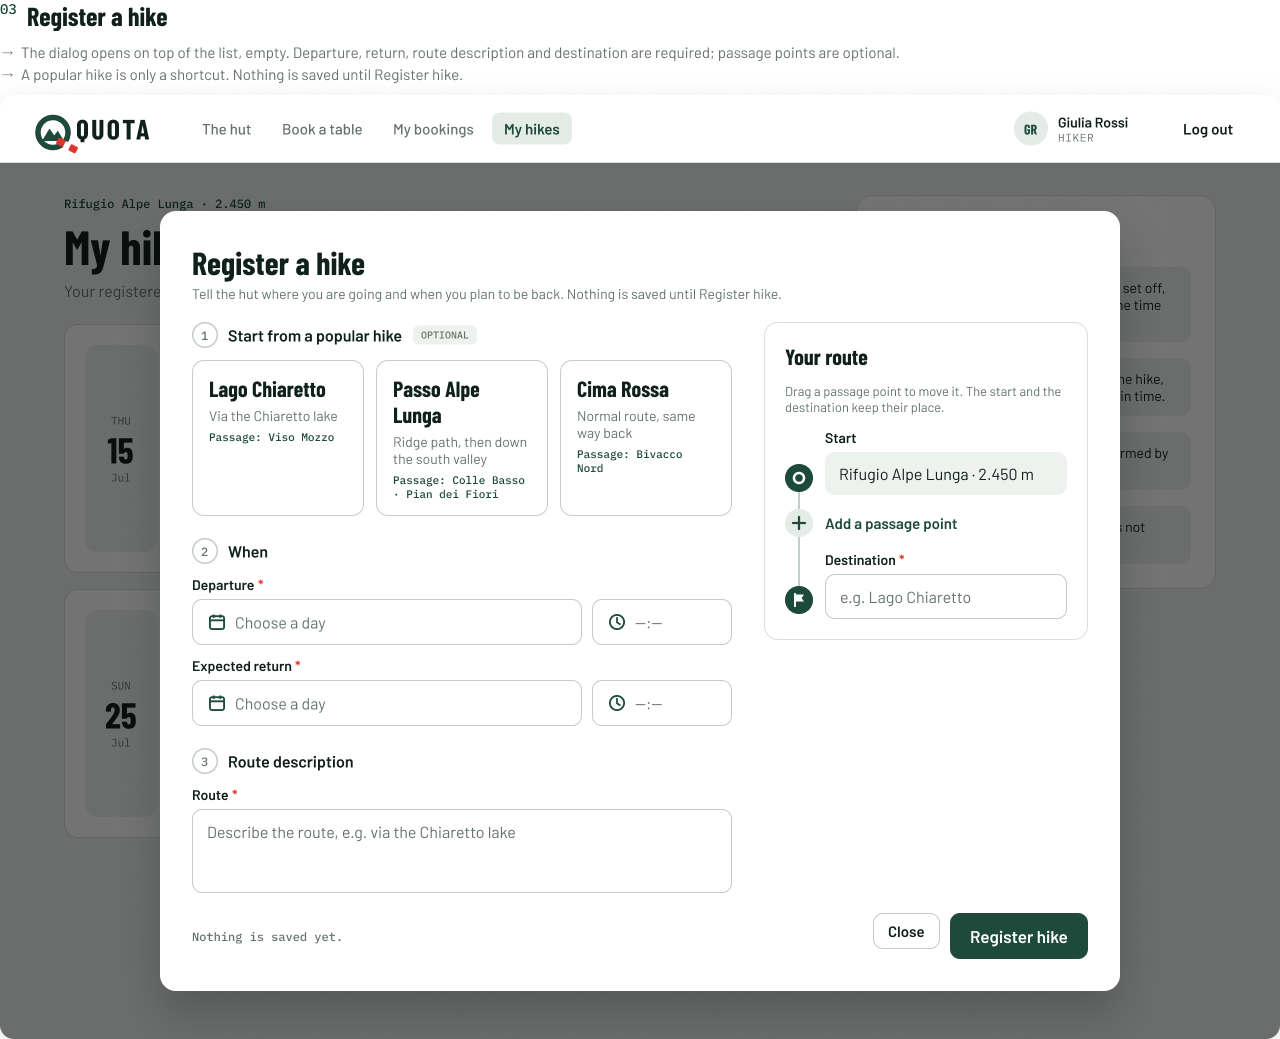 03 Register a hike
→ The dialog opens on top of the list, empty. Departure, return, route description and destination are required; passage points are optional.
→ A popular hike is only a shortcut. Nothing is saved until Register hike.
QUOTA
The hut
Book a table
My bookings
My hikes
GR
Giulia Rossi
HIKER
Log out
Rifugio Alpe Lunga · 2.450 m
My hik
Your registere
THU
15
Jul
SUN
25
Jul
set off,
ne time
ne hike,
in time.
rmed by
s not
Register a hike
Tell the hut where you are going and when you plan to be back. Nothing is saved until Register hike.
1 Start from a popular hike OPTIONAL
Lago Chiaretto
Via the Chiaretto lake
Passage: Viso Mozzo
Passo Alpe
Lunga
Ridge path, then down
the south valley
Passage: Colle Basso
· Pian dei Fiori
Cima Rossa
Normal route, same
way back
Passage: Bivacco
Nord
2 When
Departure *
Choose a day
—:—
Expected return *
Choose a day
—:—
3 Route description
Route *
Describe the route, e.g. via the Chiaretto lake
Your route
Drag a passage point to move it. The start and the
destination keep their place.
Start
Rifugio Alpe Lunga · 2.450 m
Add a passage point
Destination *
e.g. Lago Chiaretto
Nothing is saved yet.
Close
Register hike